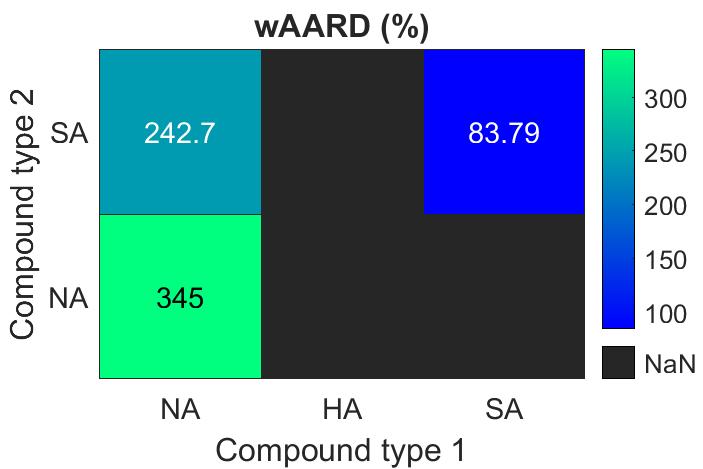 wAARD (%)
Compound type 2
SA
242.7
83.79
NA
345
NA
HA
SA
Compound type 1
300
250
200
150
100
NaN